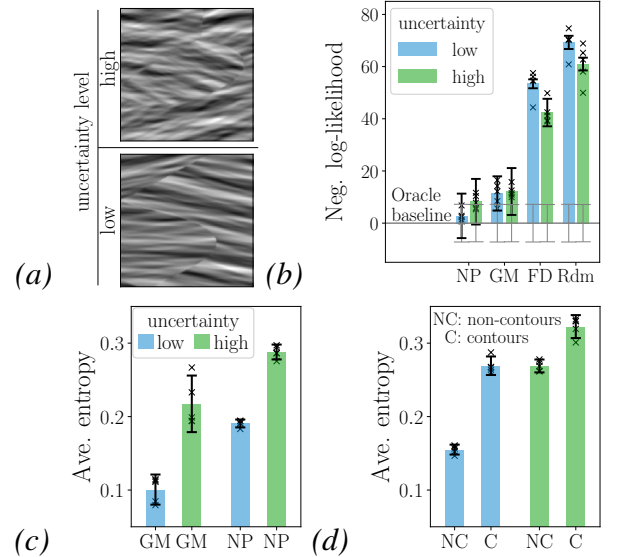 uncertainty level
high
low
(a)
Neg. log-likelihood
80
60
40
20
0
uncertainty
low
high
Oracle
baseline
NP GM FD Rdm
(b)
Ave. entropy
0.3
0.2
0.1
uncertainty
low high
GM GM NP NP
(c)
Ave. entropy
0.3
0.2
0.1
NC: non-contours
C: contours
NC C NC C
(d)